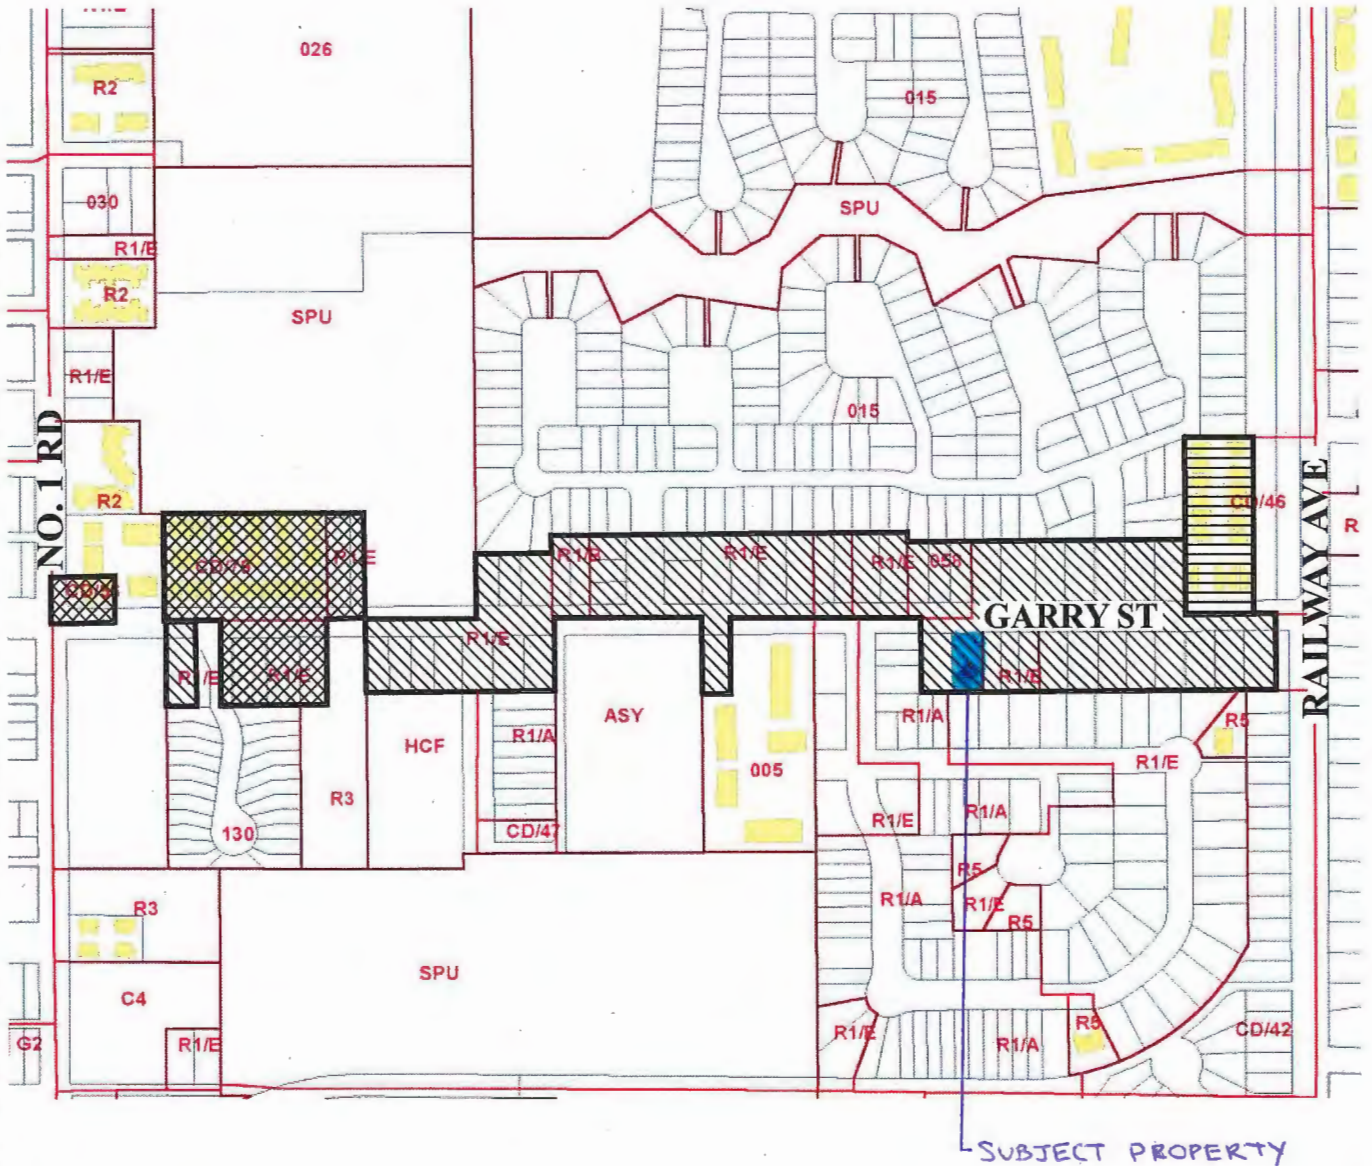 026
R2
015
030
SPU
R1/E
R2
SPU
R1/E
015
NO. 1 RD
R2
CD/46
RAILWAY AVE
R
R1/E
R1/E
R1/E
058
CD/78
GARRY ST
R1/E
R1/E
R1/E
R1/E
R1/A
ASY
R5
HCF
R1/A
R1/E
005
R3
R1/A
R1/E
130
CD/47
R5
R1/A
R1/E
R3
R5
SPU
C4
R5
R1/E
CD/42
G2
R1/E
R1/A
SUBJECT PROPERTY